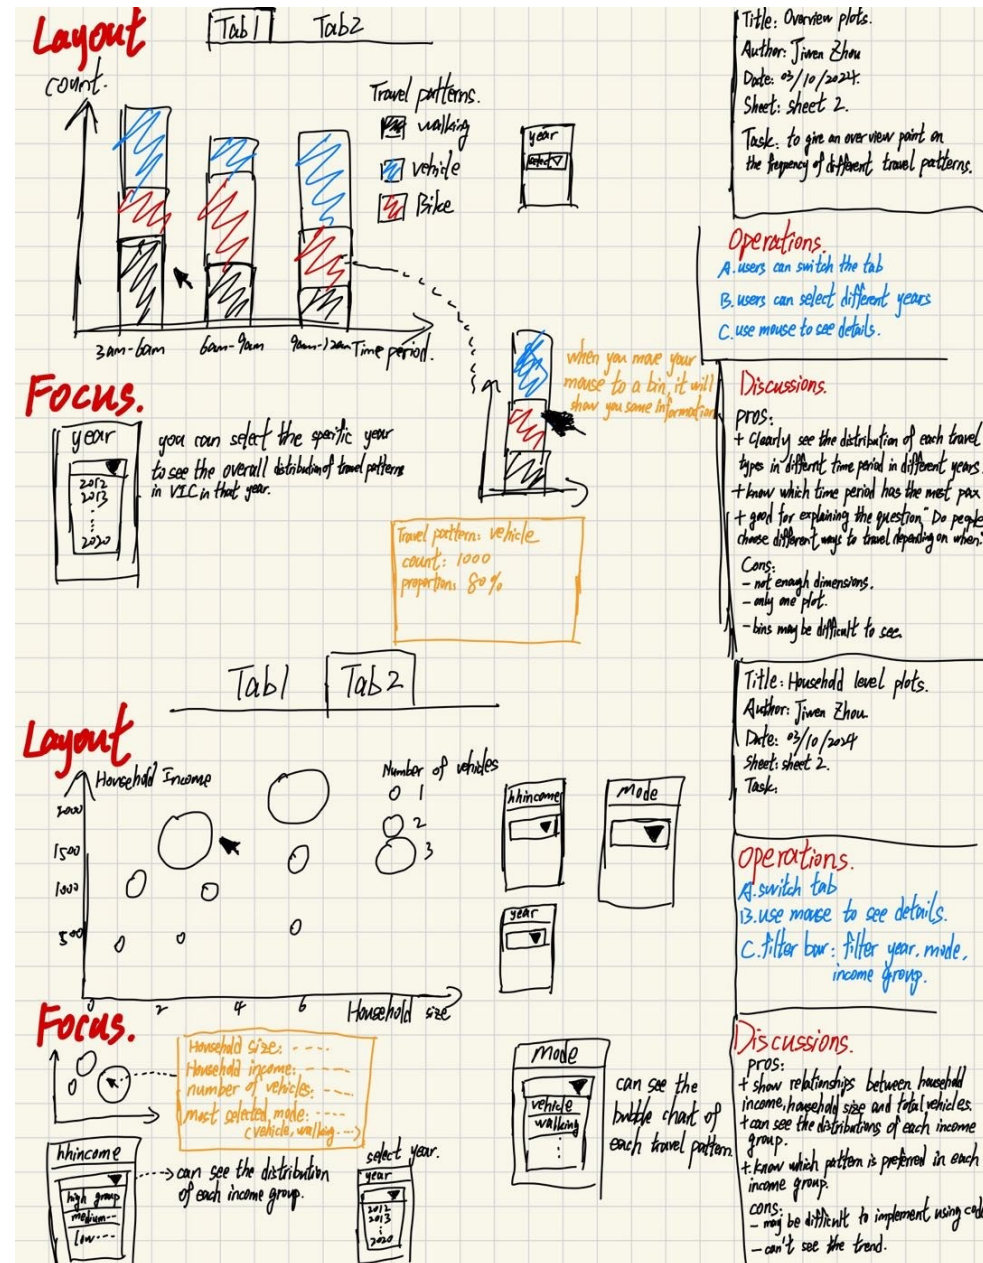 Layout
Tab1 Tab2
count.
Travel patterns.
walking
vehicle
Bike
year
select
3am-6am 6am-9am 9am-12am Time period.
when you move your
mouse to a bin, it will
show you some information
Focus.
year
2012
2013
2020
you can select the specific year
to see the overall distribution of travel patterns
in VIC in that year.
Travel pattern: vehicle
count: 1000
proportion: 80%
Title: Overview plots.
Author: Jiwen Zhou
Date: 03/10/2024.
Sheet: sheet 2.
Task: to give an overview point on
the frequency of different travel patterns.
Operations.
A. users can switch the tab
B. users can select different years
C. use mouse to see details.
Discussions.
pros:
+ clearly see the distribution of each travel
types in differnt time period in different years.
+ know which time period has the most pax
+ good for explaining the question" Do people
choose different ways to travel depending on when"
Cons:
- not enough dimensions.
- only one plot.
- bins may be difficult to see.
Tab1 Tab2
Layout
Household Income
2000
1500
1000
500
0 2 4 6 Household size
Number of vehicles
1
2
3
hhincome
Mode
year
Focus.
Household size: ----
Household income: ----
number of vehicles: ----
most selected mode: ----
(vehicle, walking ---)
hhincome
high group
medium--
low---
can see the distribution
of each income group.
select year.
year
2012
2013
2020
Mode
vehicle
walking
can see the
bubble chart of
each travel pattern
Title: Household level plots.
Author: Jiwen Zhou
Date: 03/10/2024
Sheet: sheet 2.
Task:
Operations.
A. switch tab
B. use mouse to see details.
C. filter bar: filter year, mode,
income group.
Discussions.
pros:
+ show relationships between household
income, household size and total vehicles.
+ can see the distributions of each income
group.
+ know which pattern is preferred in each
income group.
cons:
- may be difficult to implement using code
- can't see the trend.